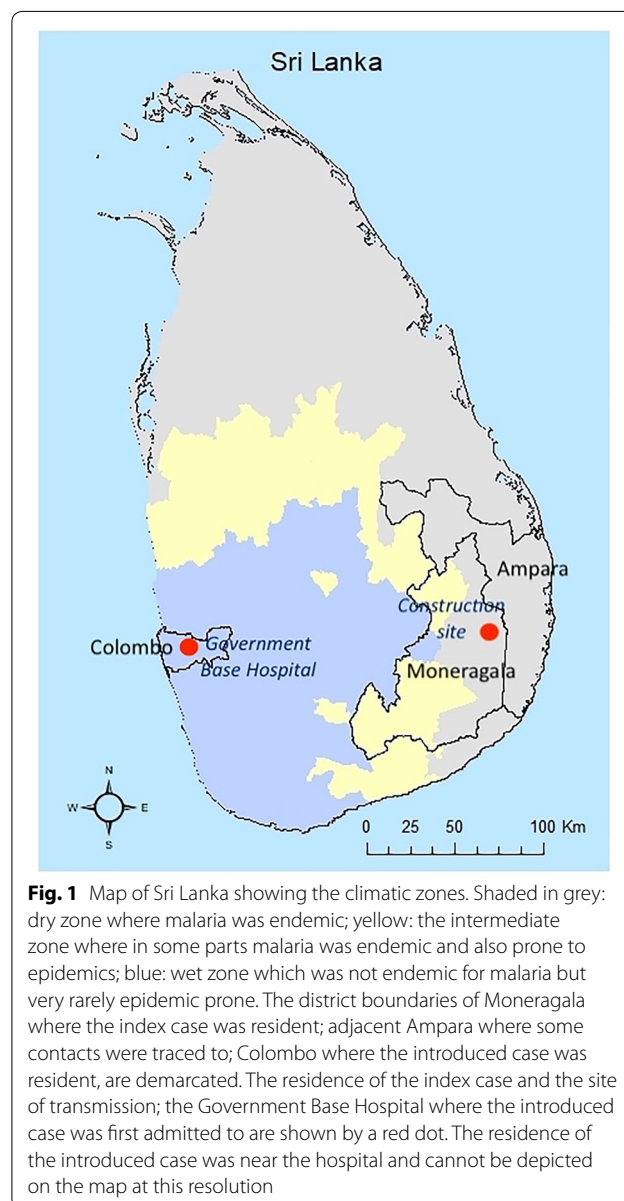 Sri Lanka
Ampara
Construction
site
Colombo
Government
Base Hospital
Moneragala
N
W
E
S
0 25 50 100 Km
Fig. 1 Map of Sri Lanka showing the climatic zones. Shaded in grey:
dry zone where malaria was endemic; yellow: the intermediate
zone where in some parts malaria was endemic and also prone to
epidemics; blue: wet zone which was not endemic for malaria but
very rarely epidemic prone. The district boundaries of Moneragala
where the index case was resident; adjacent Ampara where some
contacts were traced to; Colombo where the introduced case was
resident, are demarcated. The residence of the index case and the site
of transmission; the Government Base Hospital where the introduced
case was first admitted to are shown by a red dot. The residence of
the introduced case was near the hospital and cannot be depicted
on the map at this resolution